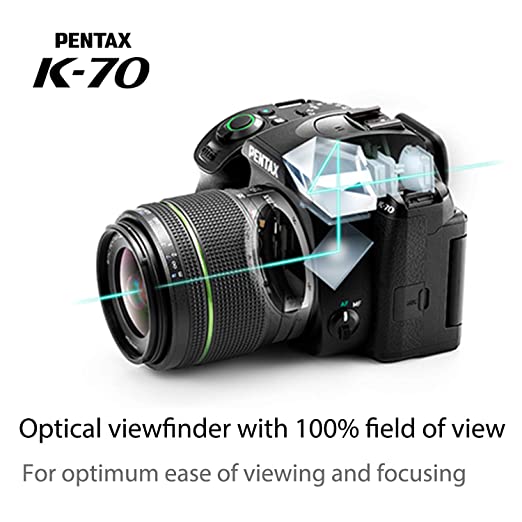 PENTAX
K-70
PENTAX
K-70
AF MF
Optical viewfinder with 100% field of view
For optimum ease of viewing and focusing